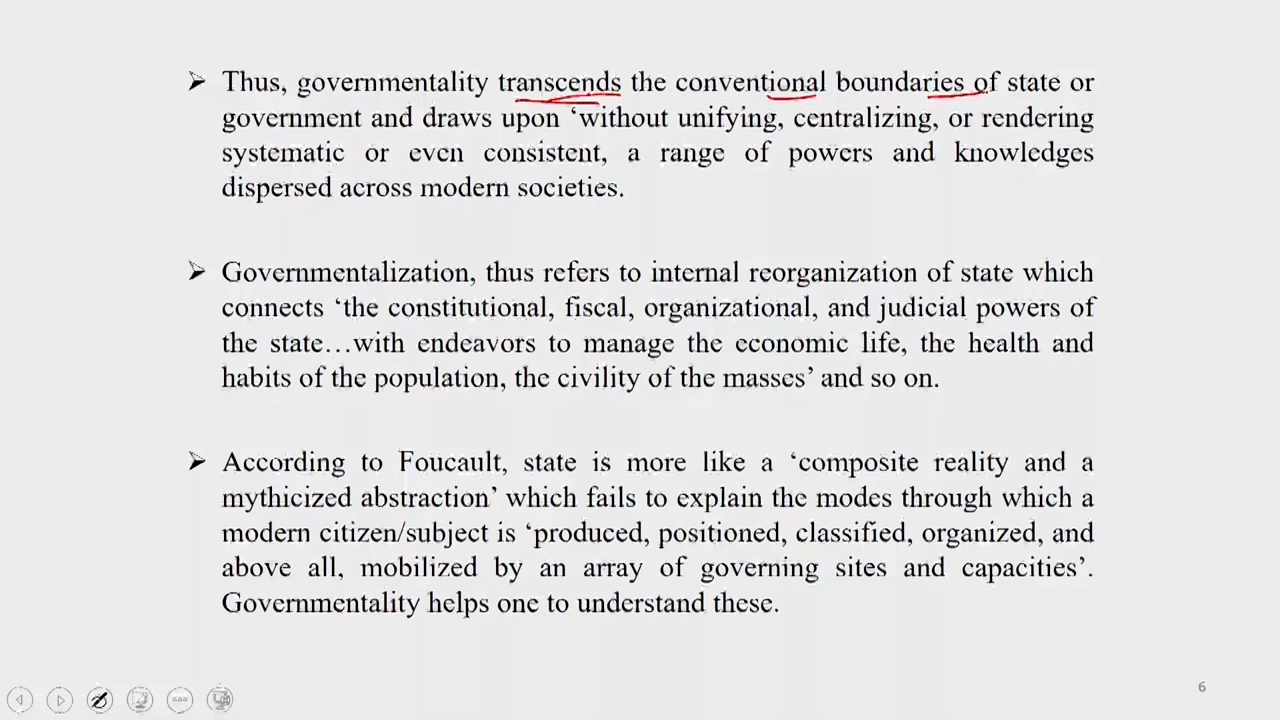 ➢ Thus, governmentality transcends the conventional boundaries of state or
government and draws upon ‘without unifying, centralizing, or rendering
systematic or even consistent, a range of powers and knowledges
dispersed across modern societies.
➢ Governmentalization, thus refers to internal reorganization of state which
connects ‘the constitutional, fiscal, organizational, and judicial powers of
the state…with endeavors to manage the economic life, the health and
habits of the population, the civility of the masses’ and so on.
➢ According to Foucault, state is more like a ‘composite reality and a
mythicized abstraction’ which fails to explain the modes through which a
modern citizen/subject is ‘produced, positioned, classified, organized, and
above all, mobilized by an array of governing sites and capacities’.
Governmentality helps one to understand these.
6